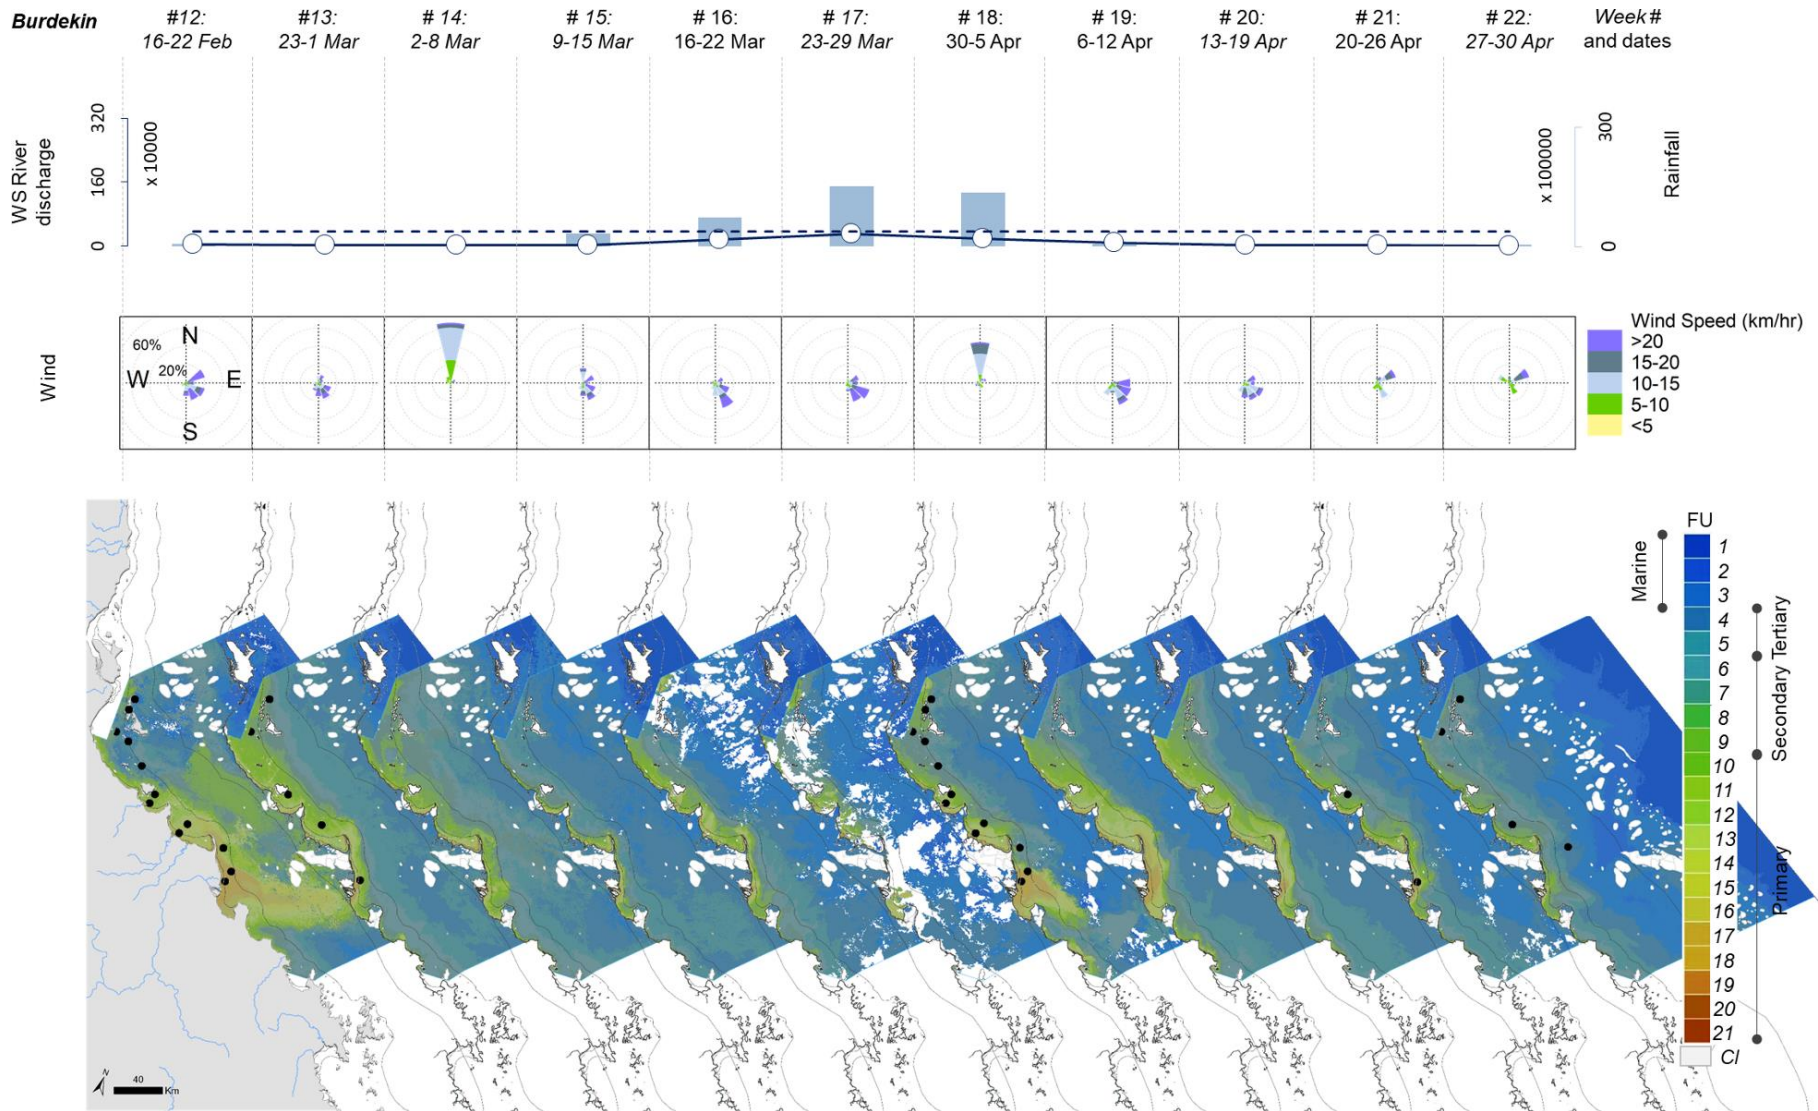 Burdekin
#12:
16-22 Feb
#13:
23-1 Mar
# 14:
2-8 Mar
# 15:
9-15 Mar
# 16:
16-22 Mar
# 17:
23-29 Mar
# 18:
30-5 Apr
# 19:
6-12 Apr
# 20:
13-19 Apr
# 21:
20-26 Apr
# 22:
27-30 Apr
Week #
and dates
WS River
discharge
320
160
0
x 10000
x 100000
300
0
Rainfall
Wind
N
60%
20%
W
E
S
Wind Speed (km/hr)
>20
15-20
10-15
5-10
<5
FU
1
2
3
4
5
6
7
8
9
10
11
12
13
14
15
16
17
18
19
20
21
Cl
Marine
Tertiary
Secondary
Primary
N
40
Km